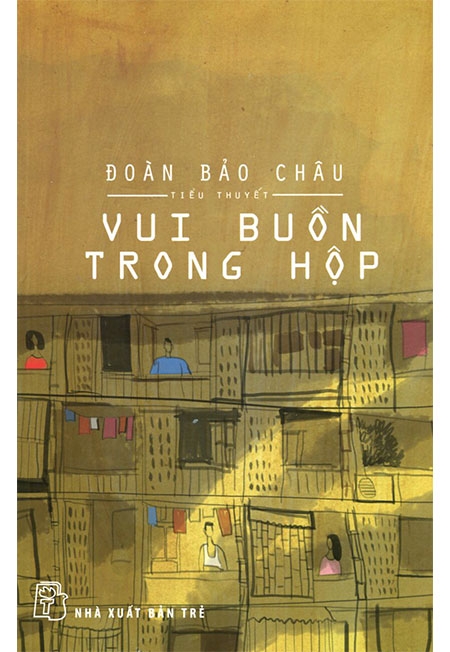 ĐOÀN BẢO CHÂU
TIỂU THUYẾT
VUI BUỒN
TRONG HỘP
NHÀ XUẤT BẢN TRẺ